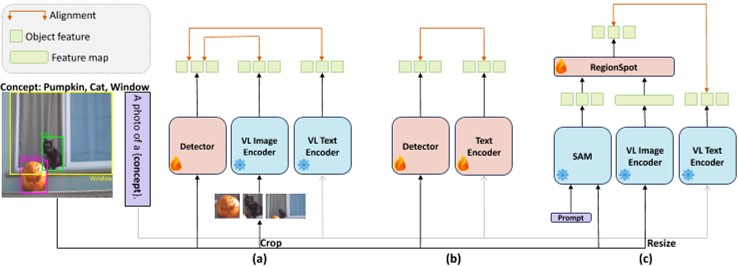 Alignment
Object feature
Feature map
Concept: Pumpkin, Cat, Window
Window
A photo of a {concept}.
Detector
VL Image
Encoder
VL Text
Encoder
Crop
(a)
Detector
Text
Encoder
(b)
RegionSpot
SAM
VL Image
Encoder
VL Text
Encoder
Prompt
Resize
(c)